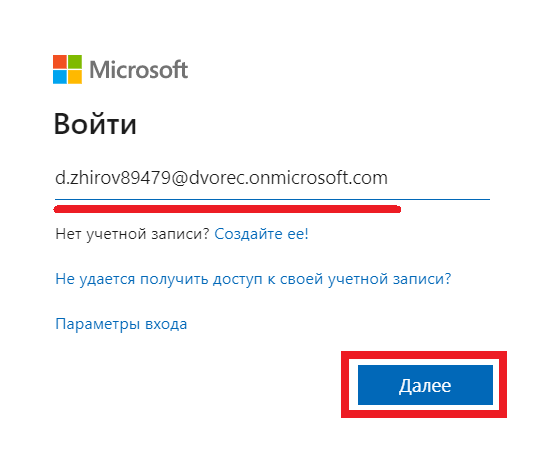 Microsoft
Войти
d.zhirov89479@dvorec.onmicrosoft.com
Нет учетной записи? Создайте ее!
Не удается получить доступ к своей учетной записи?
Параметры входа
Далее